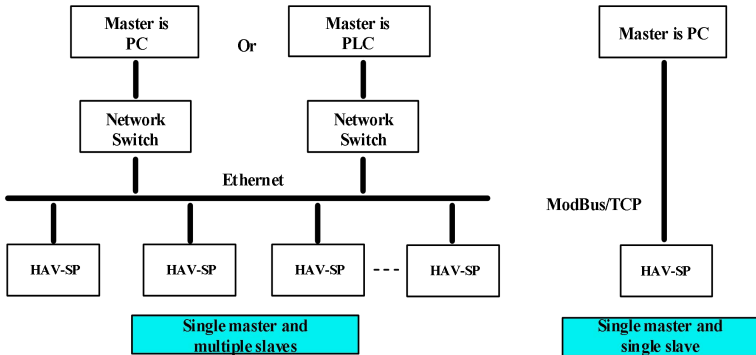 Master is
PC
Or
Master is
PLC
Master is PC
Network
Switch
Network
Switch
Ethernet
ModBus/TCP
HAV-SP
HAV-SP
HAV-SP
HAV-SP
HAV-SP
Single master and
multiple slaves
Single master and
single slave